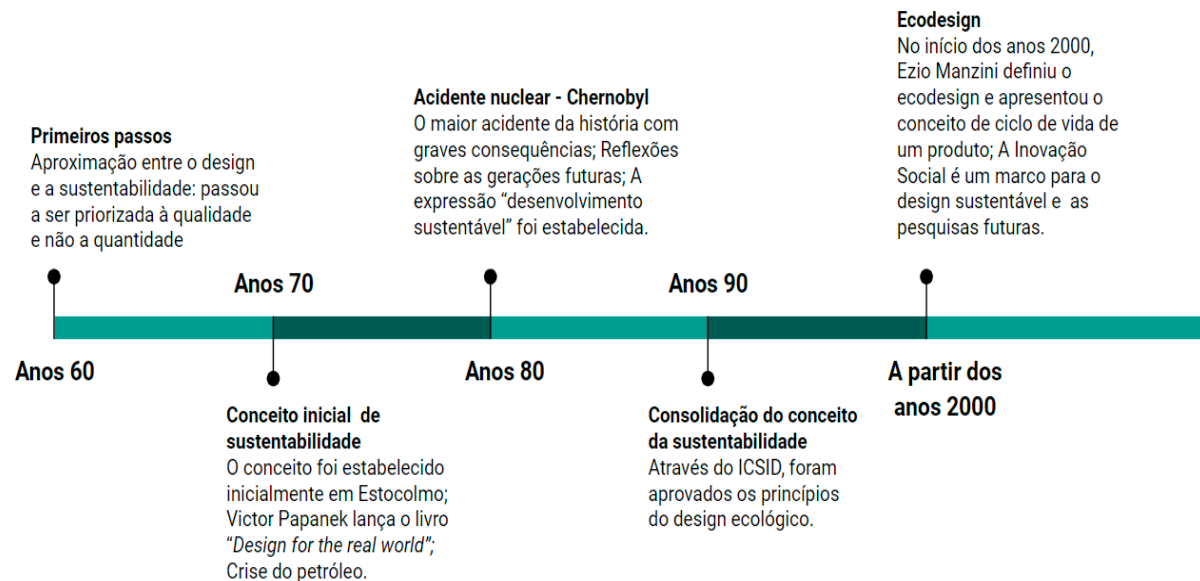 Primeiros passos
Aproximação entre o design
e a sustentabilidade: passou
a ser priorizada à qualidade
e não a quantidade
Anos 60
Anos 70
Conceito inicial de
sustentabilidade
O conceito foi estabelecido
inicialmente em Estocolmo;
Victor Papanek lança o livro
“Design for the real world”;
Crise do petróleo.
Acidente nuclear - Chernobyl
O maior acidente da história com
graves consequências; Reflexões
sobre as gerações futuras; A
expressão “desenvolvimento
sustentável” foi estabelecida.
Anos 80
Anos 90
Consolidação do conceito
da sustentabilidade
Através do ICSID, foram
aprovados os princípios
do design ecológico.
Ecodesign
No início dos anos 2000,
Ezio Manzini definiu o
ecodesign e apresentou o
conceito de ciclo de vida de
um produto; A Inovação
Social é um marco para o
design sustentável e as
pesquisas futuras.
A partir dos
anos 2000